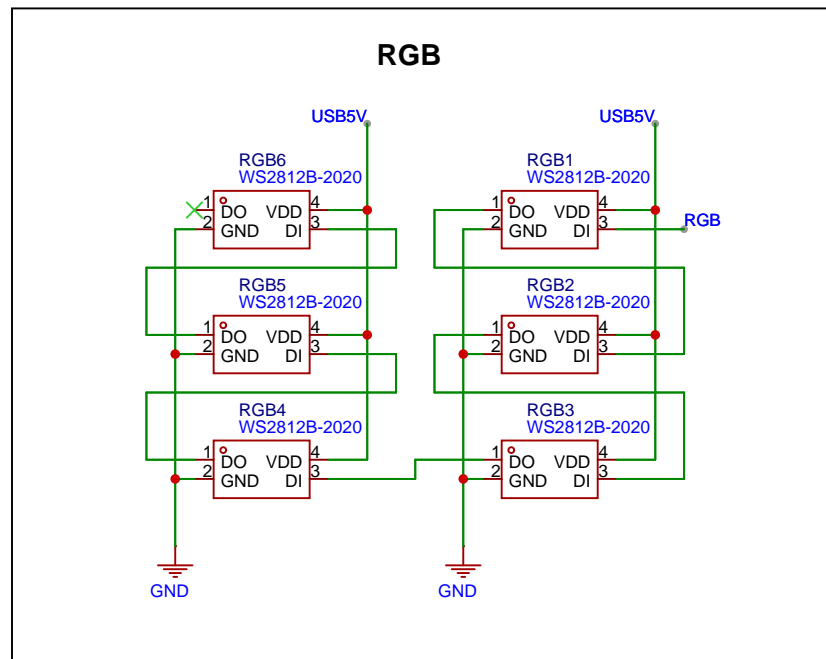 RGB
USB5V
RGB6
WS2812B-2020
1 DO VDD 4
2 GND DI 3
RGB5
WS2812B-2020
1 DO VDD 4
2 GND DI 3
RGB4
WS2812B-2020
1 DO VDD 4
2 GND DI 3
GND
USB5V
RGB1
WS2812B-2020
1 DO VDD 4
2 GND DI 3
RGB
RGB2
WS2812B-2020
1 DO VDD 4
2 GND DI 3
RGB3
WS2812B-2020
1 DO VDD 4
2 GND DI 3
GND